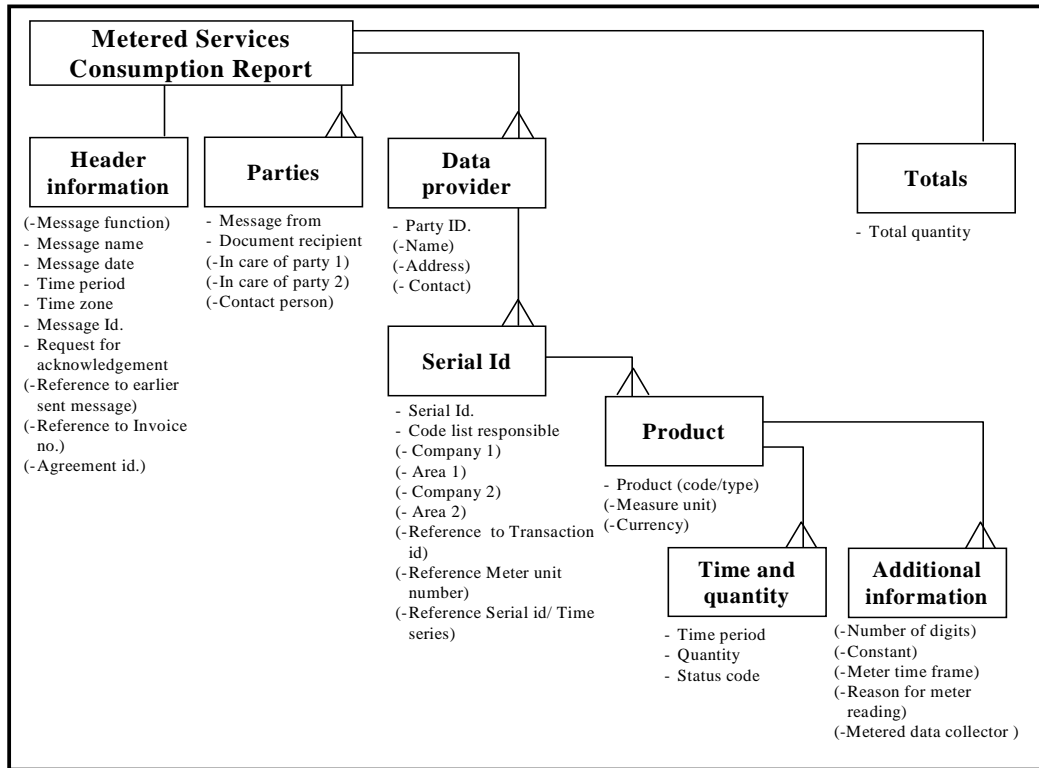 Metered Services
Consumption Report
Header
information
(-Message function)
- Message name
- Message date
- Time period
- Time zone
- Message Id.
- Request for
acknowledgement
(-Reference to earlier
sent message)
(-Reference to Invoice
no.)
(-Agreement id.)
Parties
- Message from
- Document recipient
(-In care of party 1)
(-In care of party 2)
(-Contact person)
Data
provider
- Party ID.
(-Name)
(-Address)
(- Contact)
Totals
- Total quantity
Serial Id
- Serial Id.
- Code list responsible
(- Company 1)
(- Area 1)
(- Company 2)
(- Area 2)
(-Reference to Transaction
id)
(-Reference Meter unit
number)
(-Reference Serial id/ Time
series)
Product
- Product (code/type)
(-Measure unit)
(-Currency)
Time and
quantity
- Time period
- Quantity
- Status code
Additional
information
(-Number of digits)
(-Constant)
(-Meter time frame)
(-Reason for meter
reading)
(-Metered data collector )